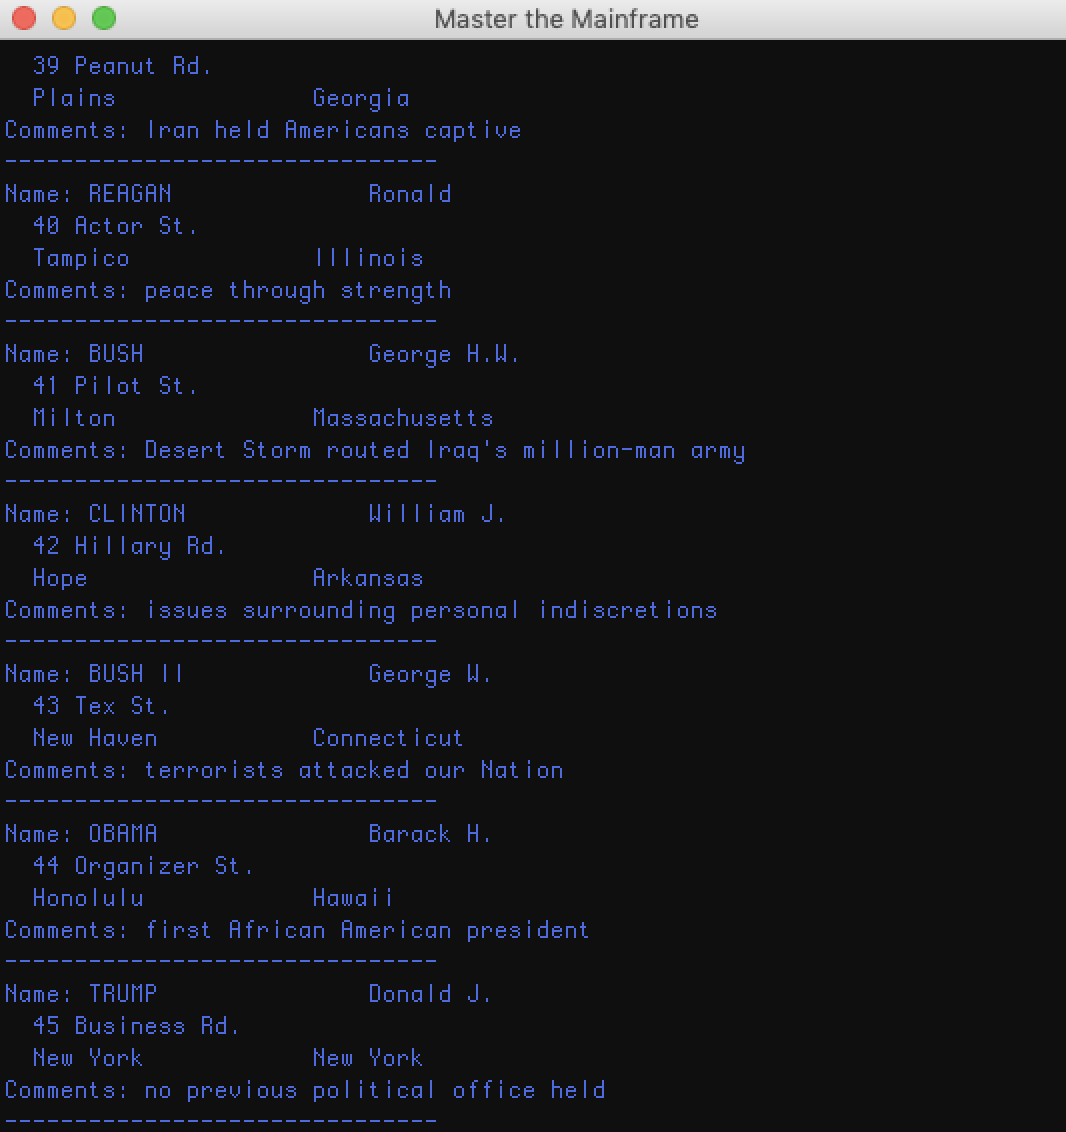 Master the Mainframe
39 Peanut Rd.
Plains Georgia
Comments: Iran held Americans captive
-------------------------------
Name: REAGAN Ronald
40 Actor St.
Tampico Illinois
Comments: peace through strength
-------------------------------
Name: BUSH George H.W.
41 Pilot St.
Milton Massachusetts
Comments: Desert Storm routed Iraq's million-man army
-------------------------------
Name: CLINTON William J.
42 Hillary Rd.
Hope Arkansas
Comments: issues surrounding personal indiscretions
-------------------------------
Name: BUSH II George W.
43 Tex St.
New Haven Connecticut
Comments: terrorists attacked our Nation
-------------------------------
Name: OBAMA Barack H.
44 Organizer St.
Honolulu Hawaii
Comments: first African American president
-------------------------------
Name: TRUMP Donald J.
45 Business Rd.
New York New York
Comments: no previous political office held
-------------------------------